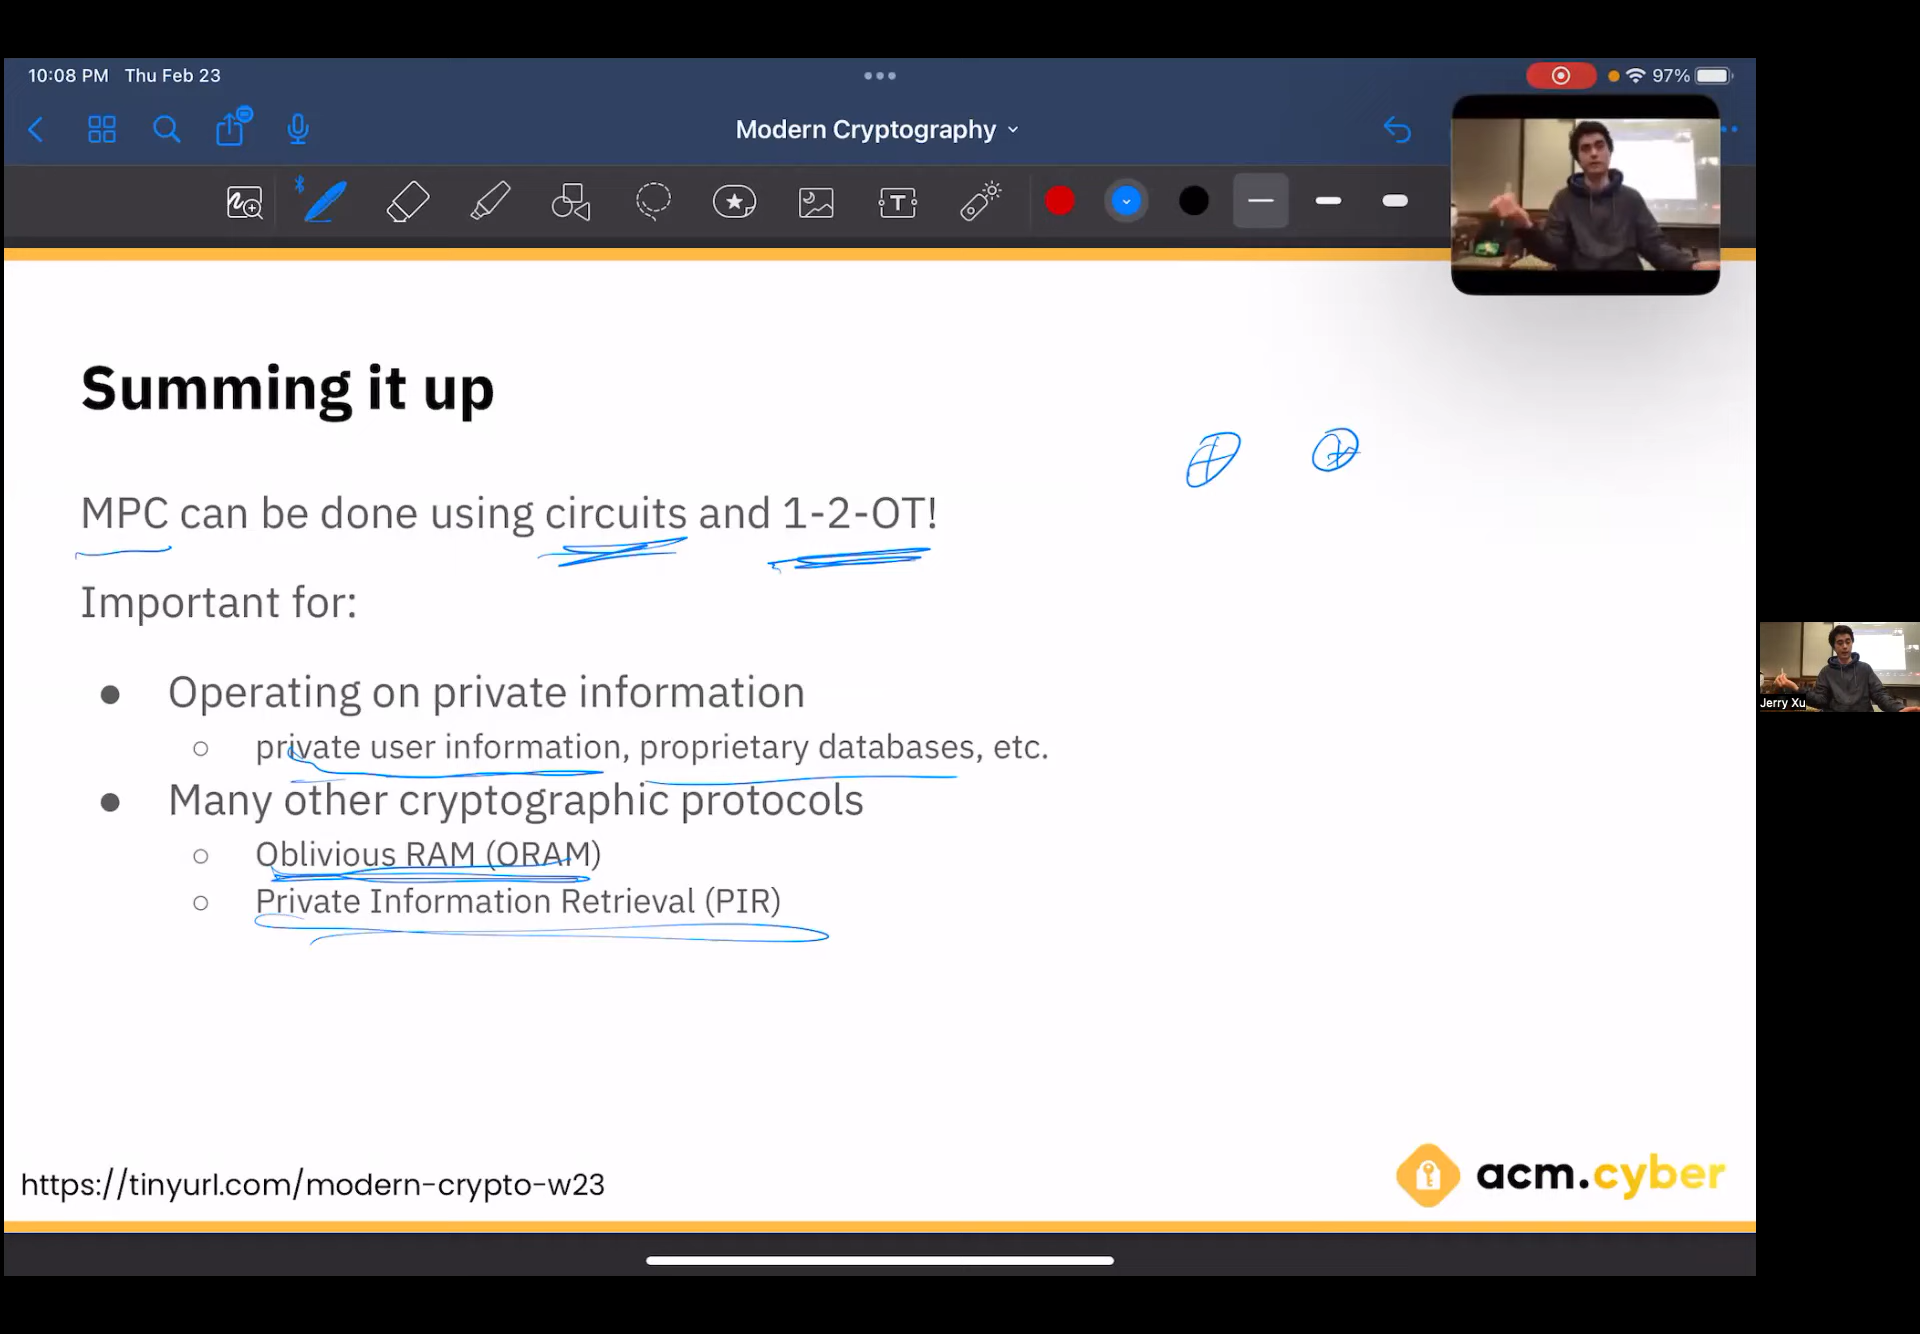 10:08 PM Thu Feb 23
97%
Modern Cryptography
T
Summing it up
⊕ ⊕
MPC can be done using circuits and 1-2-OT!
Important for:
● Operating on private information
○ private user information, proprietary databases, etc.
● Many other cryptographic protocols
○ Oblivious RAM (ORAM)
○ Private Information Retrieval (PIR)
Jerry Xu
https://tinyurl.com/modern-crypto-w23
acm.cyber